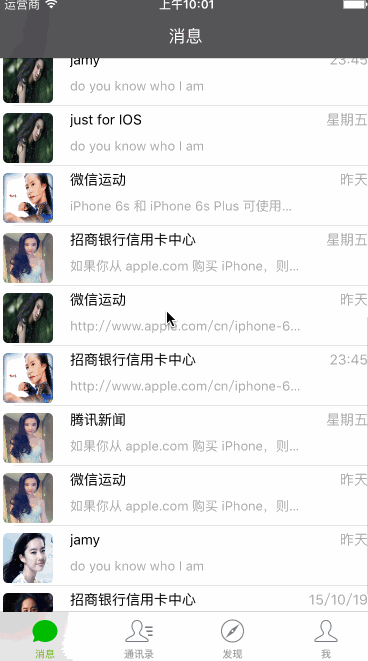 运营商
上午10:01
消息
jamy
23:45
do you know who I am
just for IOS
星期五
do you know who I am
微信运动
昨天
iPhone 6s 和 iPhone 6s Plus 可使用...
招商银行信用卡中心
星期五
如果你从 apple.com 购买 iPhone，则...
微信运动
昨天
http://www.apple.com/cn/iphone-6...
招商银行信用卡中心
23:45
http://www.apple.com/cn/iphone-6...
腾讯新闻
星期五
如果你从 apple.com 购买 iPhone，则...
微信运动
昨天
如果你从 apple.com 购买 iPhone，则...
jamy
昨天
do you know who I am
招商银行信用卡中心
15/10/19
消息
通讯录
发现
我